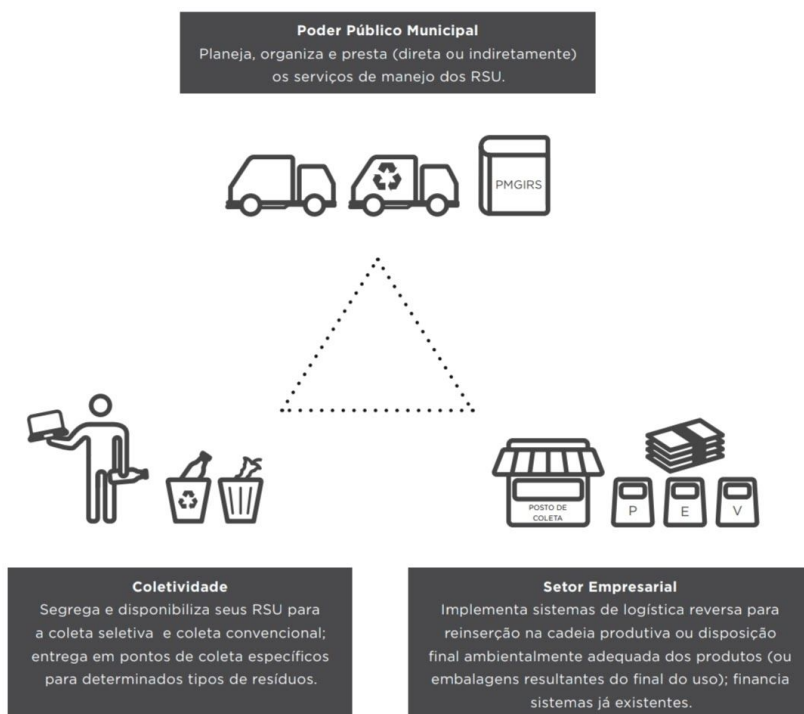 Poder Público Municipal
Planeja, organiza e presta (direta ou indiretamente)
os serviços de manejo dos RSU.
PMGIRS
POSTO DE
COLETA
P E V
Coletividade
Segrega e disponibiliza seus RSU para
a coleta seletiva e coleta convencional;
entrega em pontos de coleta específicos
para determinados tipos de resíduos.
Setor Empresarial
Implementa sistemas de logística reversa para
reinserção na cadeia produtiva ou disposição
final ambientalmente adequada dos produtos (ou
embalagens resultantes do final do uso); financia
sistemas já existentes.